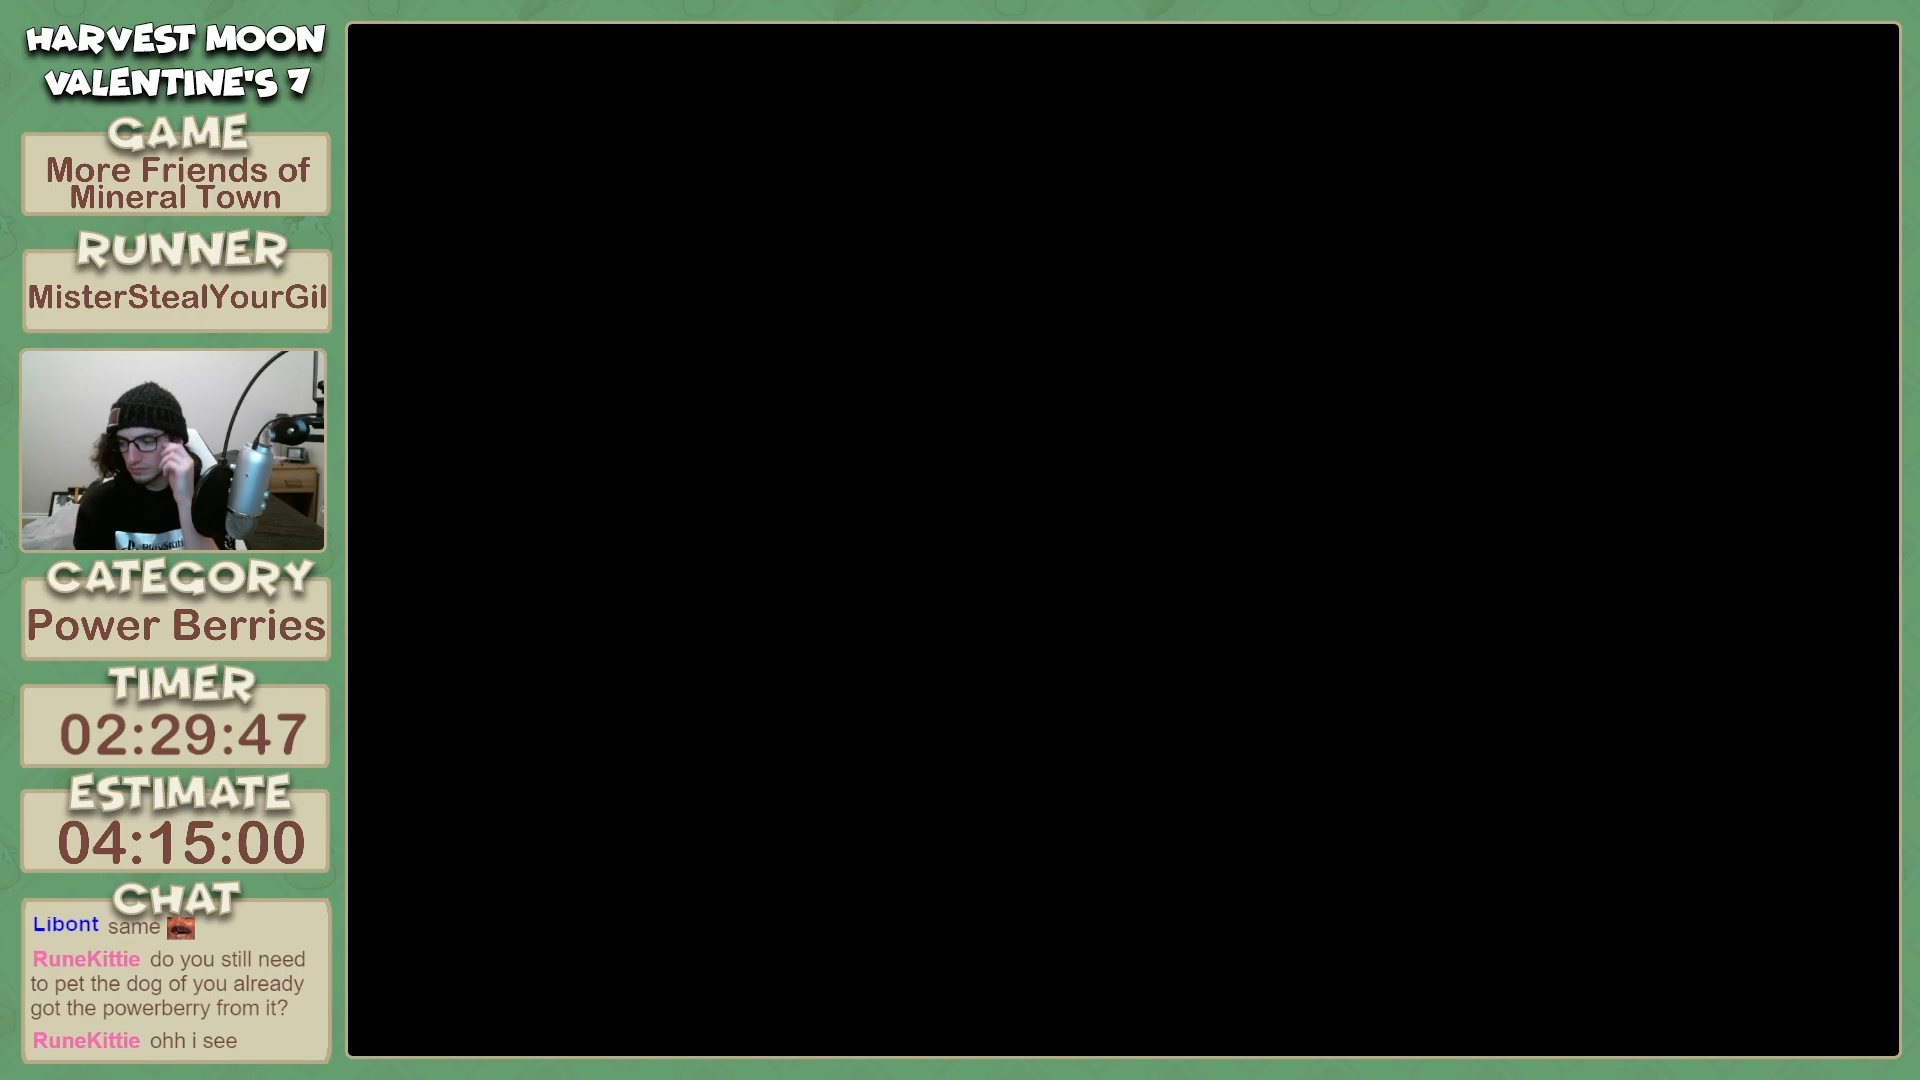 HARVEST MOON
VALENTINE'S 7
GAME
More Friends of
Mineral Town
RUNNER
MisterStealYourGil
PlayStati
CATEGORY
Power Berries
TIMER
02:29:47
ESTIMATE
04:15:00
CHAT
Libont same
RuneKittie do you still need
to pet the dog of you already
got the powerberry from it?
RuneKittie ohh i see